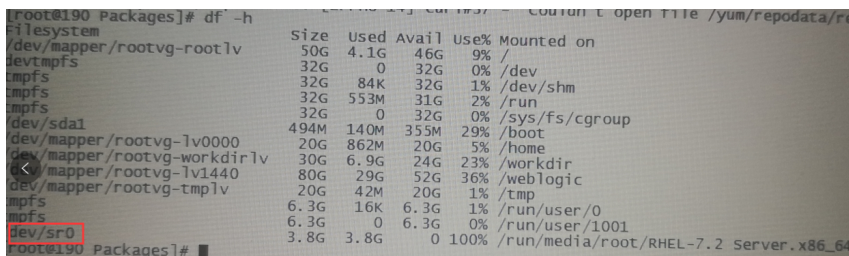 [root@190 Packages]# df -h
couldn't open file /yum/repodata/re
Filesystem Size Used Avail Use% Mounted on
/dev/mapper/rootvg-rootlv 50G 4.1G 46G 9% /
devtmpfs 32G 0 32G 0% /dev
tmpfs 32G 84K 32G 1% /dev/shm
tmpfs 32G 553M 31G 2% /run
tmpfs 32G 0 32G 0% /sys/fs/cgroup
/dev/sda1 494M 140M 355M 29% /boot
/dev/mapper/rootvg-lv0000 20G 862M 20G 5% /home
/dev/mapper/rootvg-workdirlv 30G 6.9G 24G 23% /workdir
/dev/mapper/rootvg-lv1440 80G 29G 52G 36% /weblogic
/dev/mapper/rootvg-tmplv 20G 42M 20G 1% /tmp
mpfs 6.3G 16K 6.3G 1% /run/user/0
mpfs 6.3G 0 6.3G 0% /run/user/1001
dev/sr0 3.8G 3.8G 0 100% /run/media/root/RHEL-7.2 Server.x86_64
root@190 Packages]#